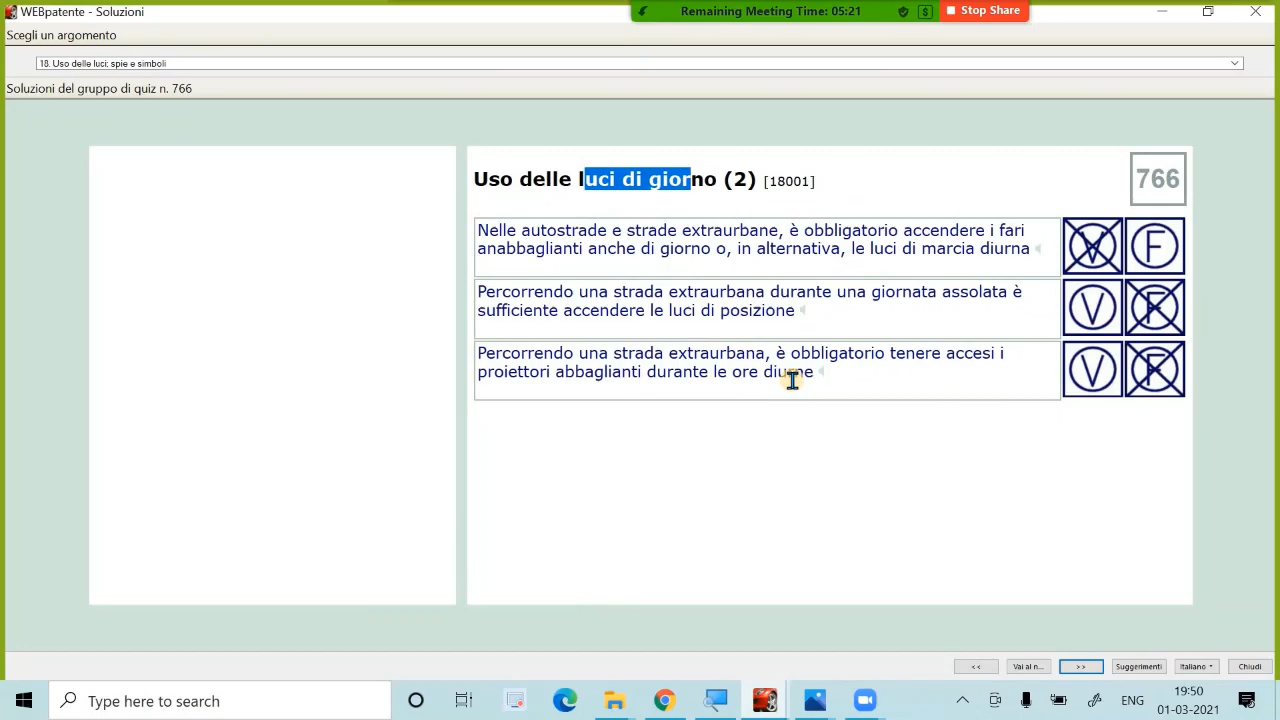 WEBpatente - Soluzioni
Remaining Meeting Time: 05:21
Stop Share
Scegli un argomento
18. Uso delle luci: spie e simboli
Soluzioni del gruppo di quiz n. 766
Uso delle luci di giorno (2) [18001]
766
Nelle autostrade e strade extraurbane, è obbligatorio accendere i fari
anabbaglianti anche di giorno o, in alternativa, le luci di marcia diurna
V F
Percorrendo una strada extraurbana durante una giornata assolata è
sufficiente accendere le luci di posizione
V F
Percorrendo una strada extraurbana, è obbligatorio tenere accesi i
proiettori abbaglianti durante le ore diurne
V F
<< Vai al n... >> Suggerimenti Italiano Chiudi
Type here to search
ENG
19:50
01-03-2021